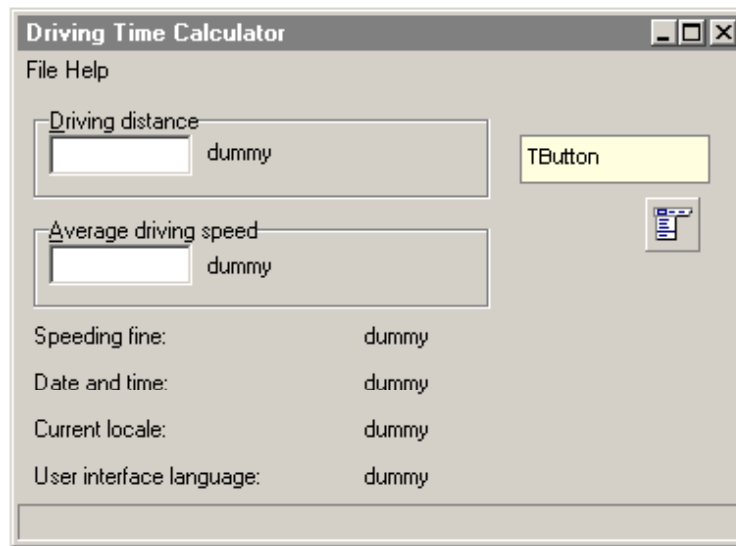 Driving Time Calculator
File Help
Driving distance
dummy
TButton
Average driving speed
dummy
Speeding fine: dummy
Date and time: dummy
Current locale: dummy
User interface language: dummy